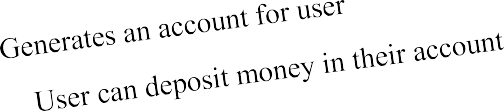 Generates an account for user
User can deposit money in their account